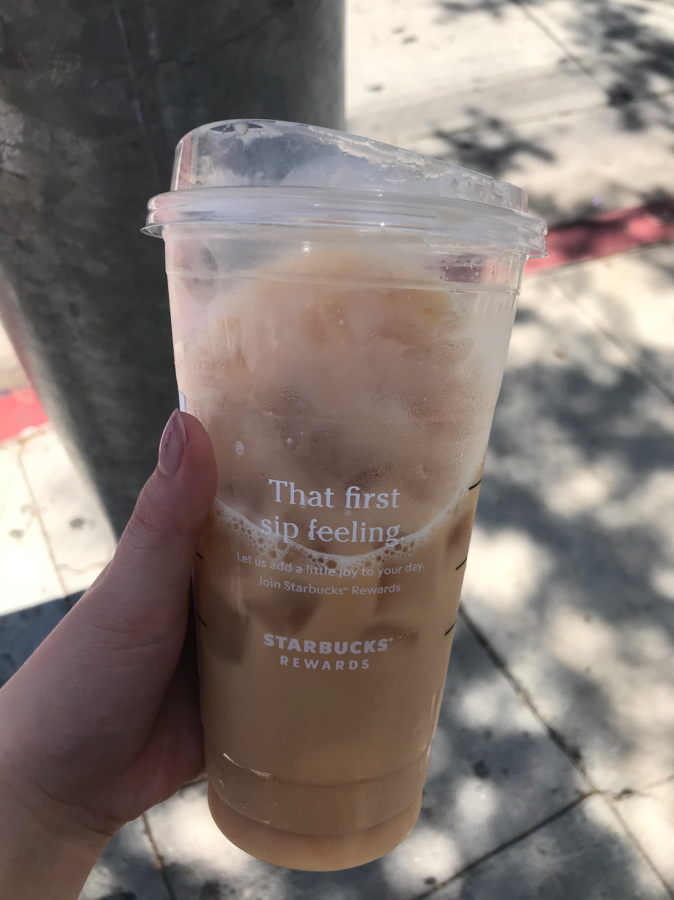 That first
sip feeling.
Let us add a little joy to your day.
Join Starbucks® Rewards.
STARBUCKS®
REWARDS